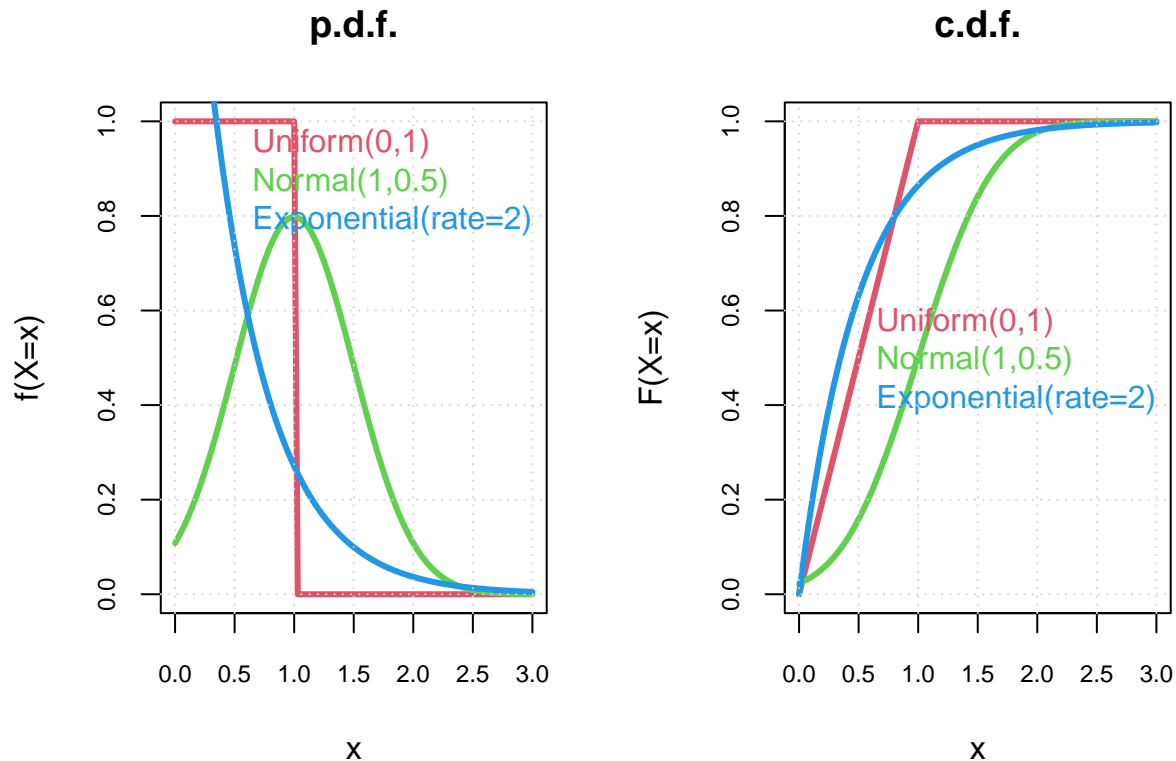 p.d.f.
f(X=x)
1.0
0.8
0.6
0.4
0.2
0.0
Uniform(0,1)
Normal(1,0.5)
Exponential(rate=2)
0.0 0.5 1.0 1.5 2.0 2.5 3.0
x
c.d.f.
F(X=x)
1.0
0.8
0.6
0.4
0.2
0.0
Uniform(0,1)
Normal(1,0.5)
Exponential(rate=2)
0.0 0.5 1.0 1.5 2.0 2.5 3.0
x